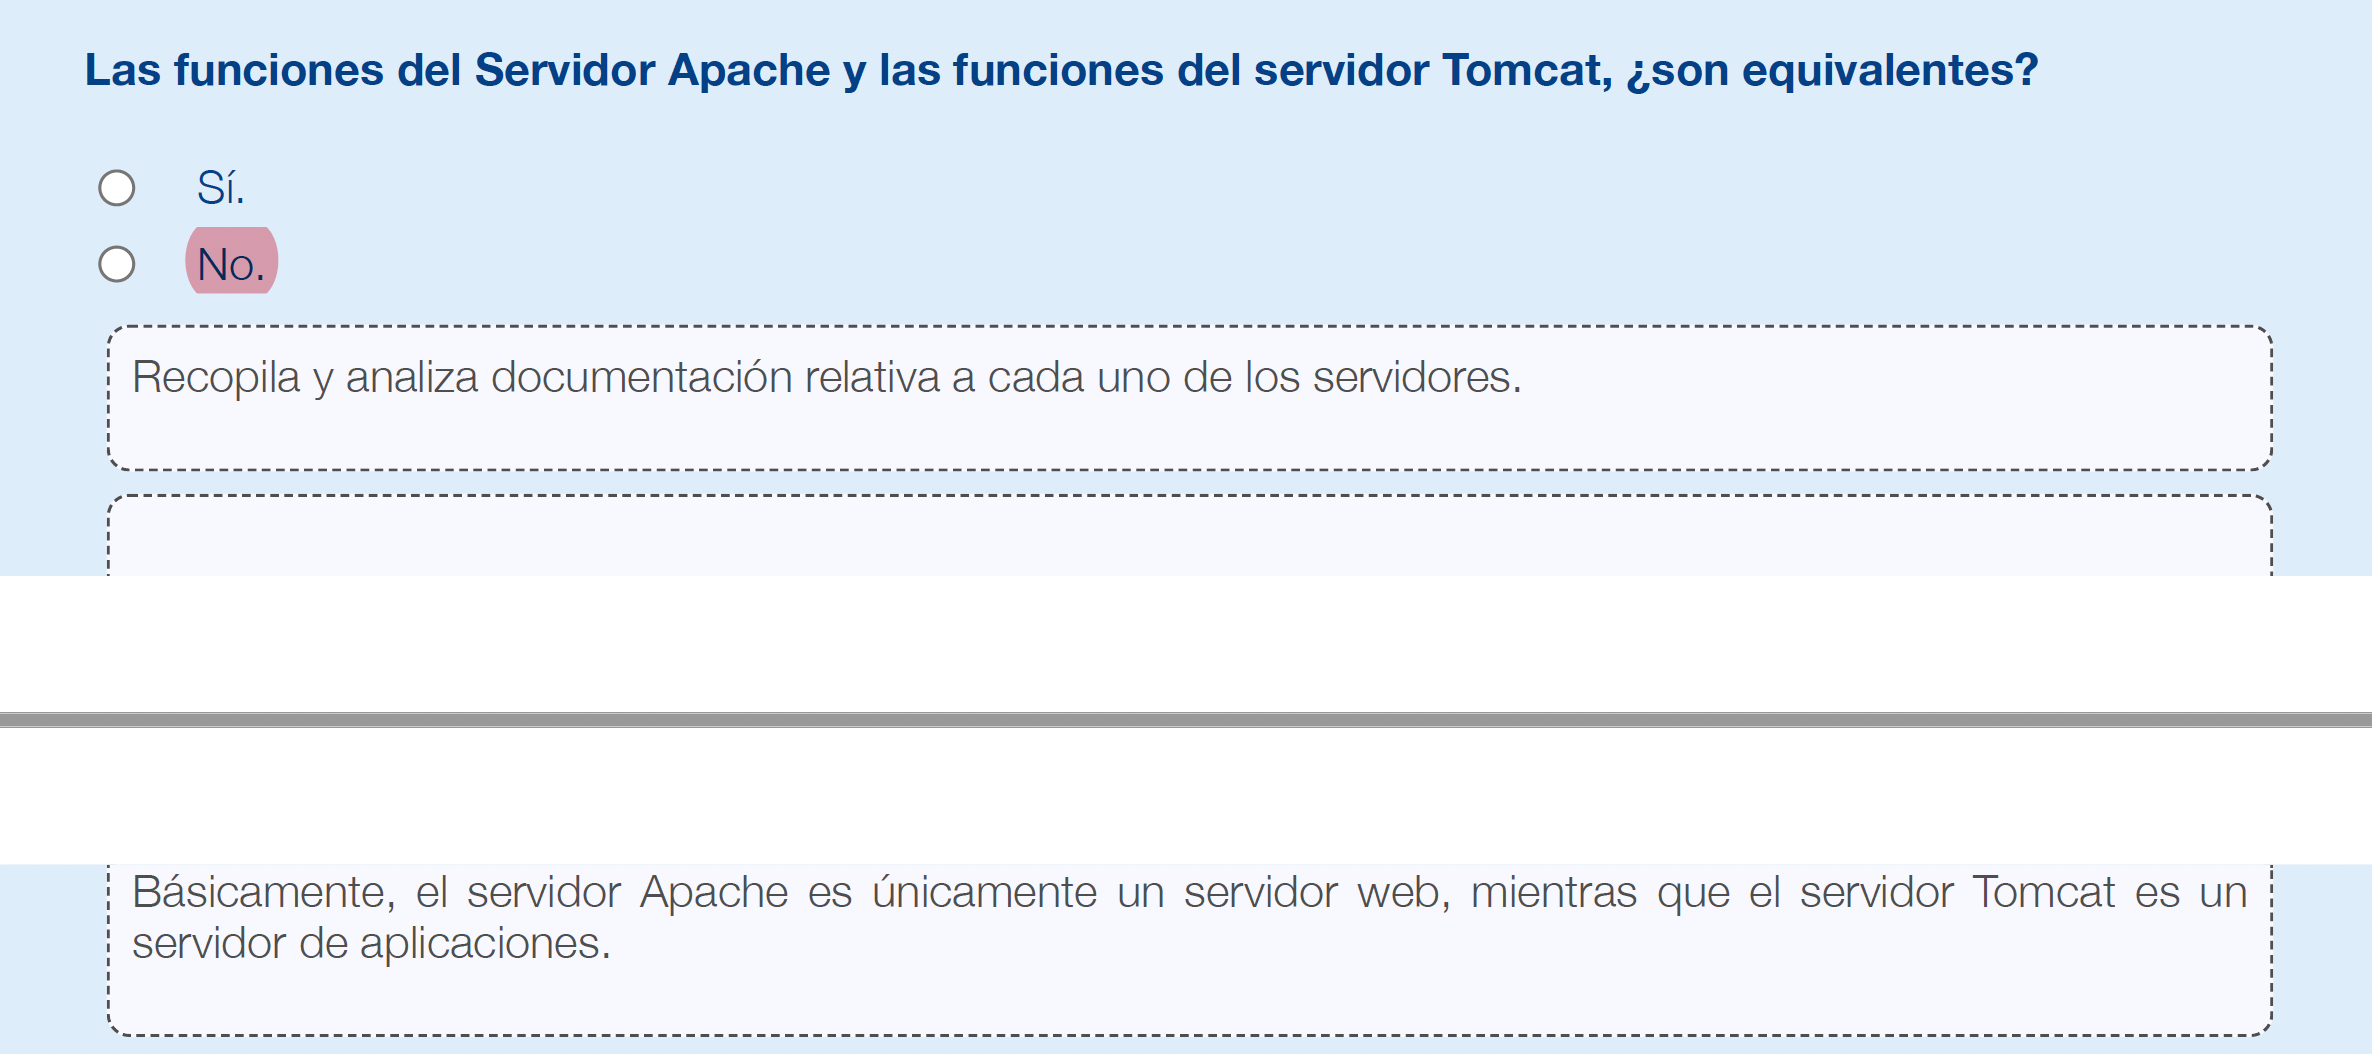 Las funciones del Servidor Apache y las funciones del servidor Tomcat, ¿son equivalentes?
Sí.
No.
Recopila y analiza documentación relativa a cada uno de los servidores.
Básicamente, el servidor Apache es únicamente un servidor web, mientras que el servidor Tomcat es un
servidor de aplicaciones.